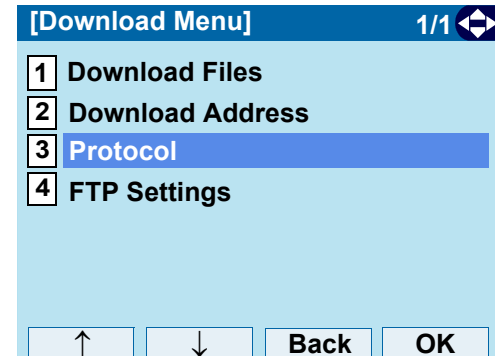 [Download Menu] 1/1
1 Download Files
2 Download Address
3 Protocol
4 FTP Settings
↑ ↓ Back OK